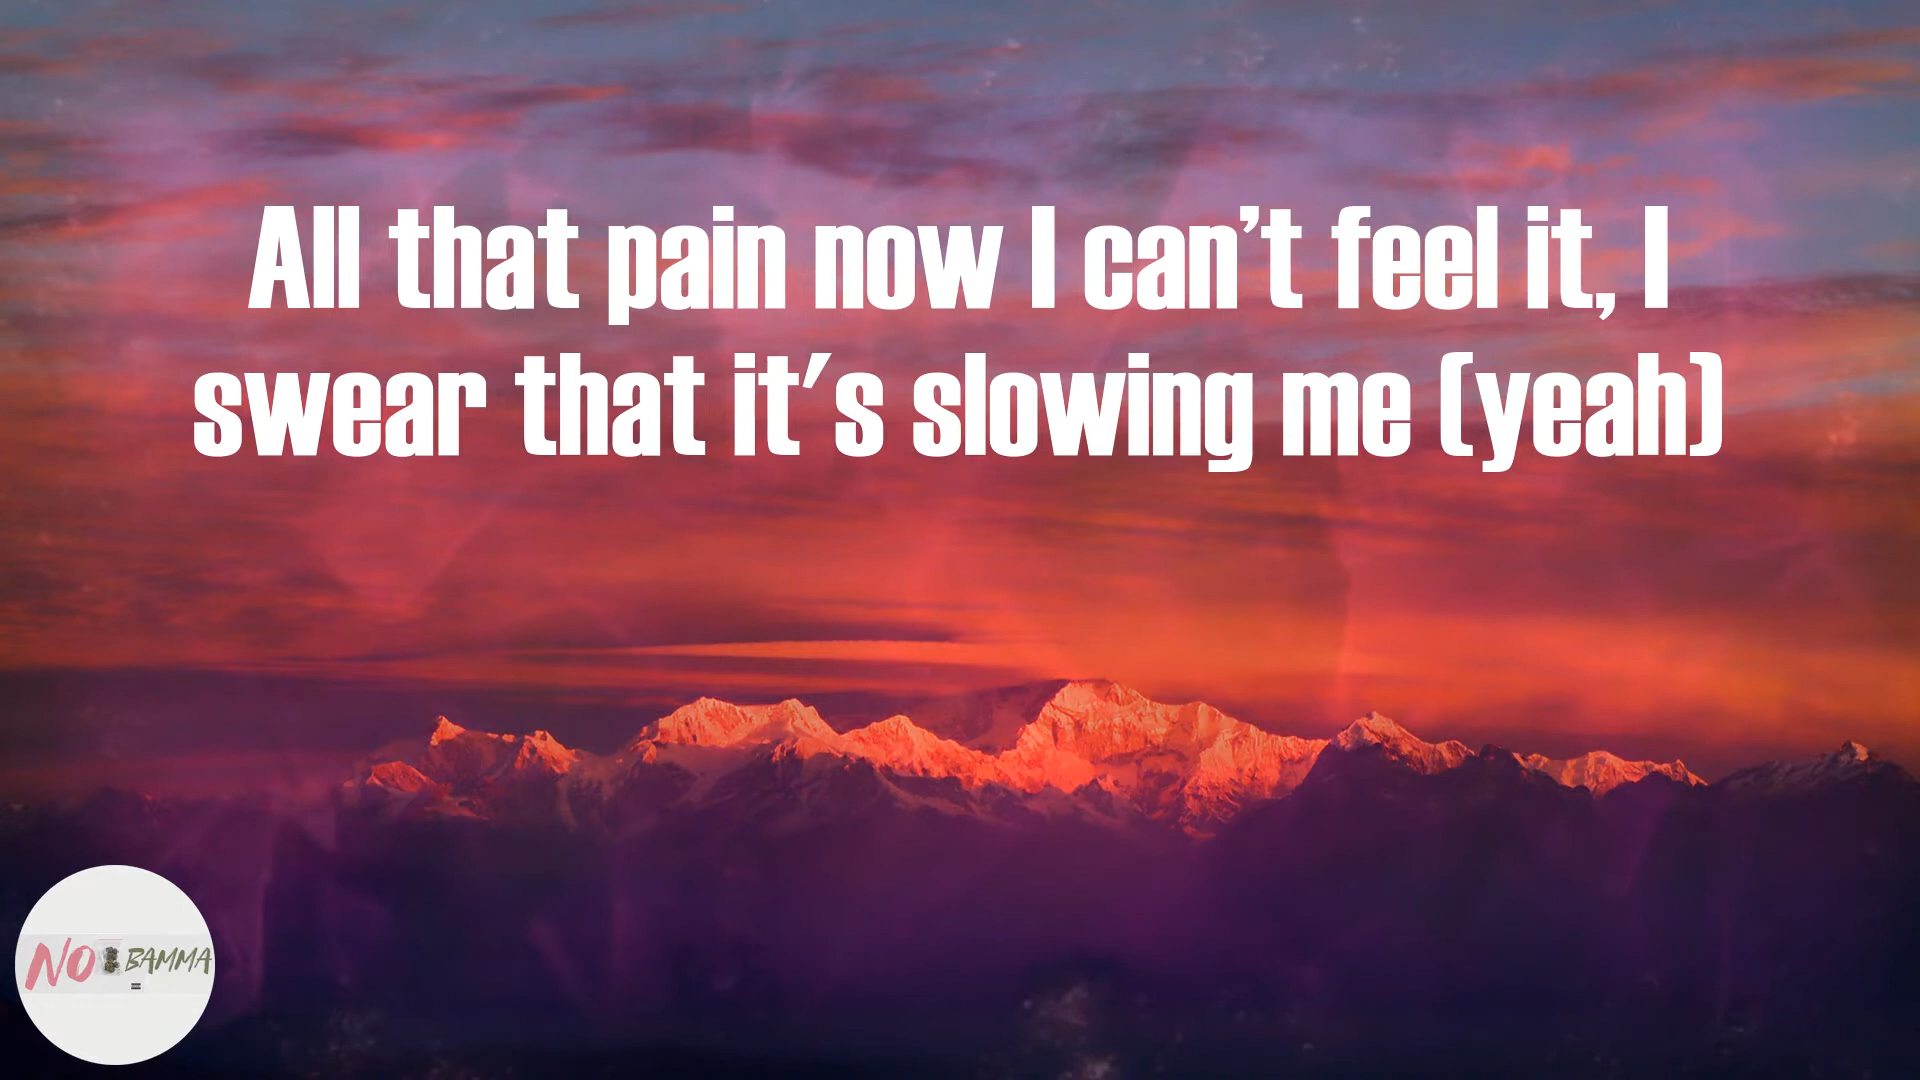 All that pain now I can’t feel it, I
swear that it's slowing me (yeah)
NO BAMMA